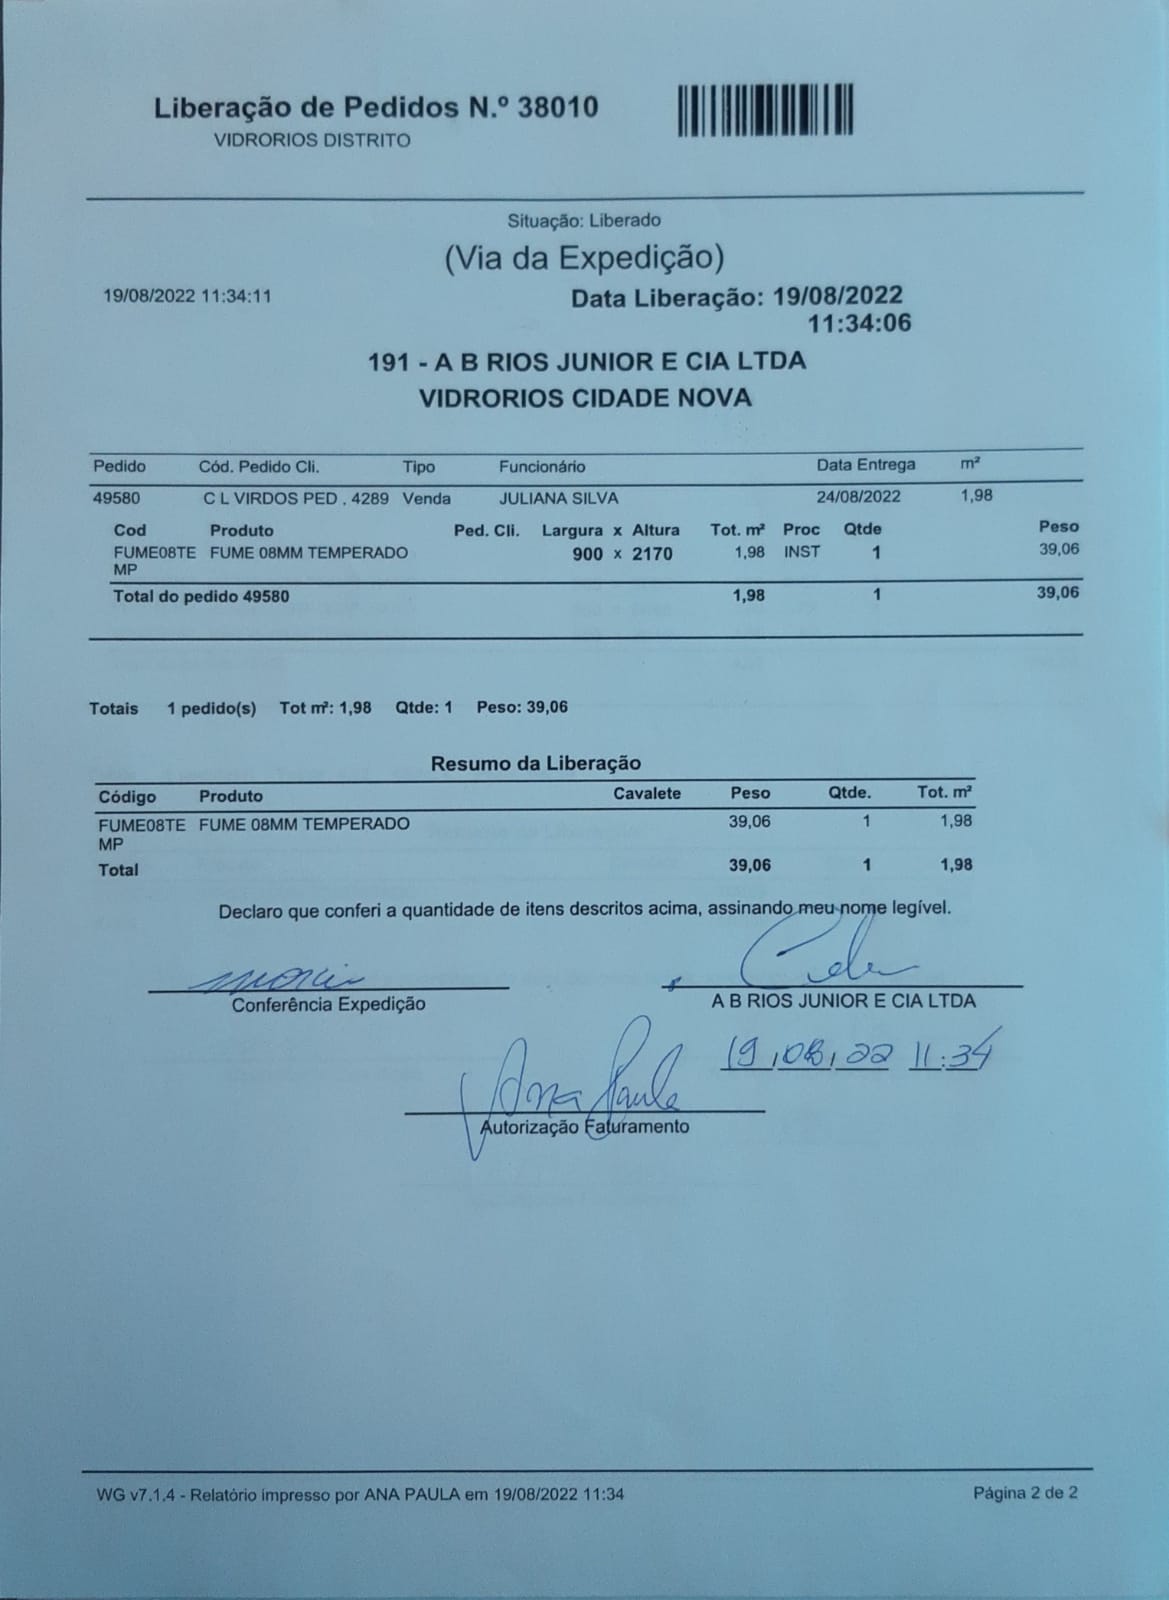 Liberação de Pedidos N.º 38010
VIDRORIOS DISTRITO
Situação: Liberado
(Via da Expedição)
19/08/2022 11:34:11 Data Liberação: 19/08/2022
11:34:06
191 - A B RIOS JUNIOR E CIA LTDA
VIDRORIOS CIDADE NOVA
Pedido Cód. Pedido Cli. Tipo Funcionário Data Entrega m²
49580 C L VIRDOS PED . 4289 Venda JULIANA SILVA 24/08/2022 1,98
Cod Produto Ped. Cli. Largura x Altura Tot. m² Proc Qtde Peso
FUME08TE FUME 08MM TEMPERADO 900 x 2170 1,98 INST 1 39,06
MP
Total do pedido 49580 1,98 1 39,06
Totais 1 pedido(s) Tot m²: 1,98 Qtde: 1 Peso: 39,06
Resumo da Liberação
Código Produto Cavalete Peso Qtde. Tot. m²
FUME08TE FUME 08MM TEMPERADO 39,06 1 1,98
MP
Total 39,06 1 1,98
Declaro que conferi a quantidade de itens descritos acima, assinando meu nome legível.
Conferência Expedição A B RIOS JUNIOR E CIA LTDA
19/08/22 11:34
Ana Paula
Autorização Faturamento
WG v7.1.4 - Relatório impresso por ANA PAULA em 19/08/2022 11:34 Página 2 de 2